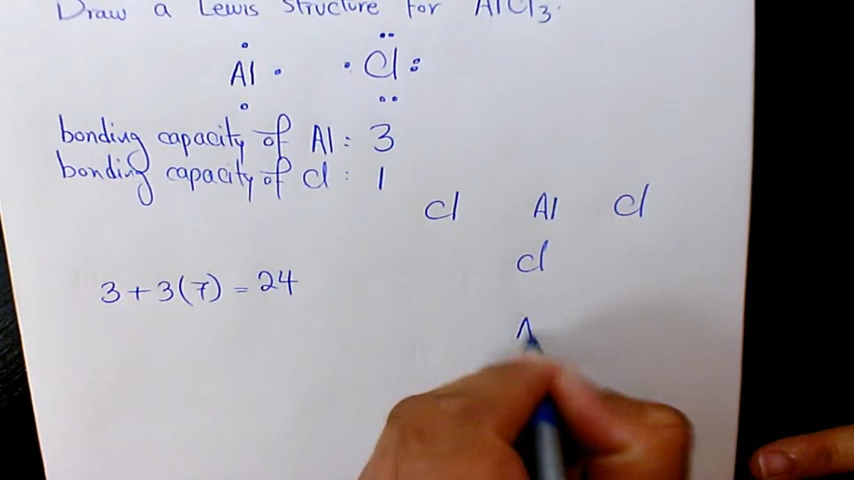 Draw a Lewis structure for AlCl3.
Al Cl
bonding capacity of Al: 3
bonding capacity of Cl: 1
Cl Al Cl
Cl
3+3(7)=24